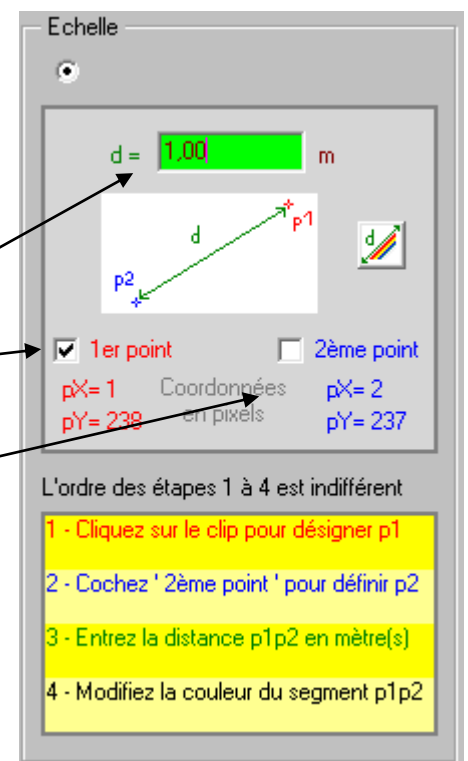 Echelle
d = 1,00 m
p1
d
d
p2
1er point 2ème point
pX= 1 Coordonnées pX= 2
pY= 238 en pixels pY= 237
L'ordre des étapes 1 à 4 est indifférent
1 - Cliquez sur le clip pour désigner p1
2 - Cochez ' 2ème point ' pour définir p2
3 - Entrez la distance p1p2 en mètre(s)
4 - Modifiez la couleur du segment p1p2